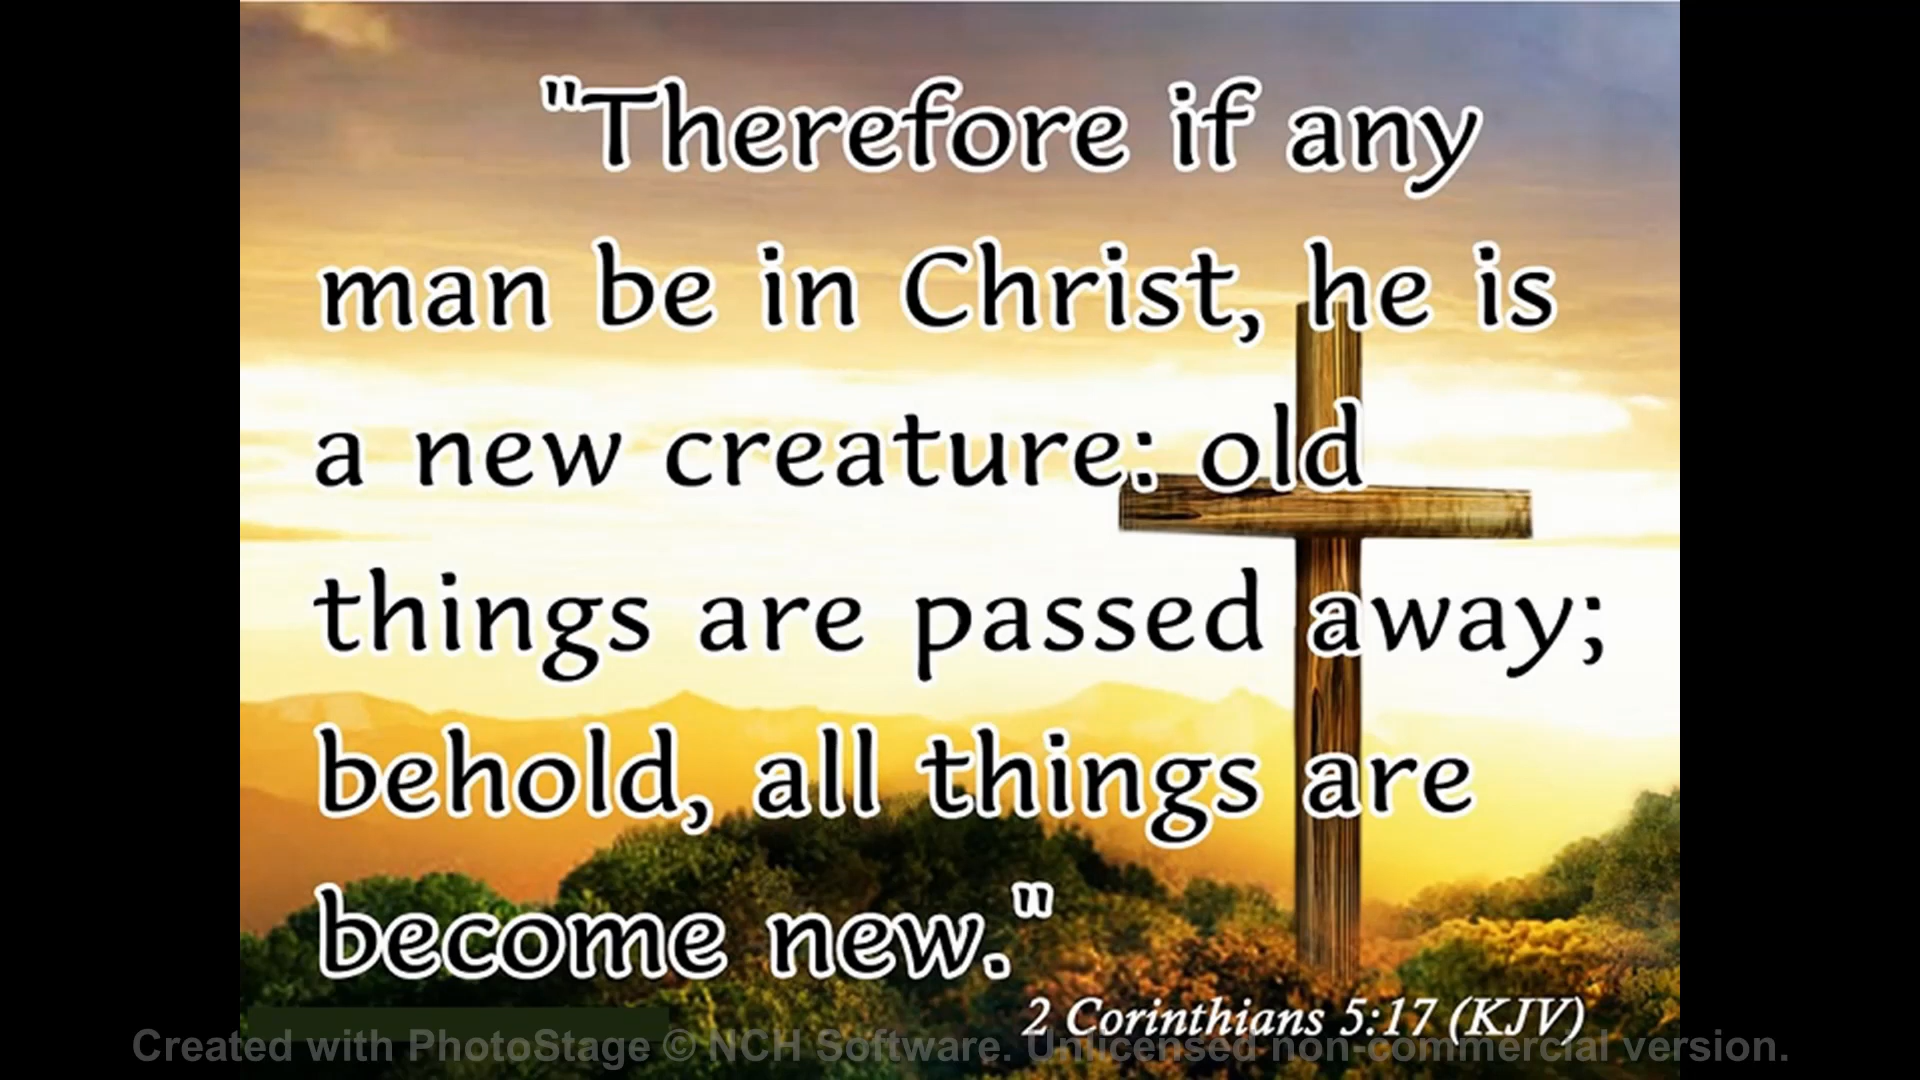 "Therefore if any
man be in Christ, he is
a new creature: old
things are passed away;
behold, all things are
become new."
2 Corinthians 5:17 (KJV)
Created with PhotoStage © NCH Software. Unlicensed non-commercial version.